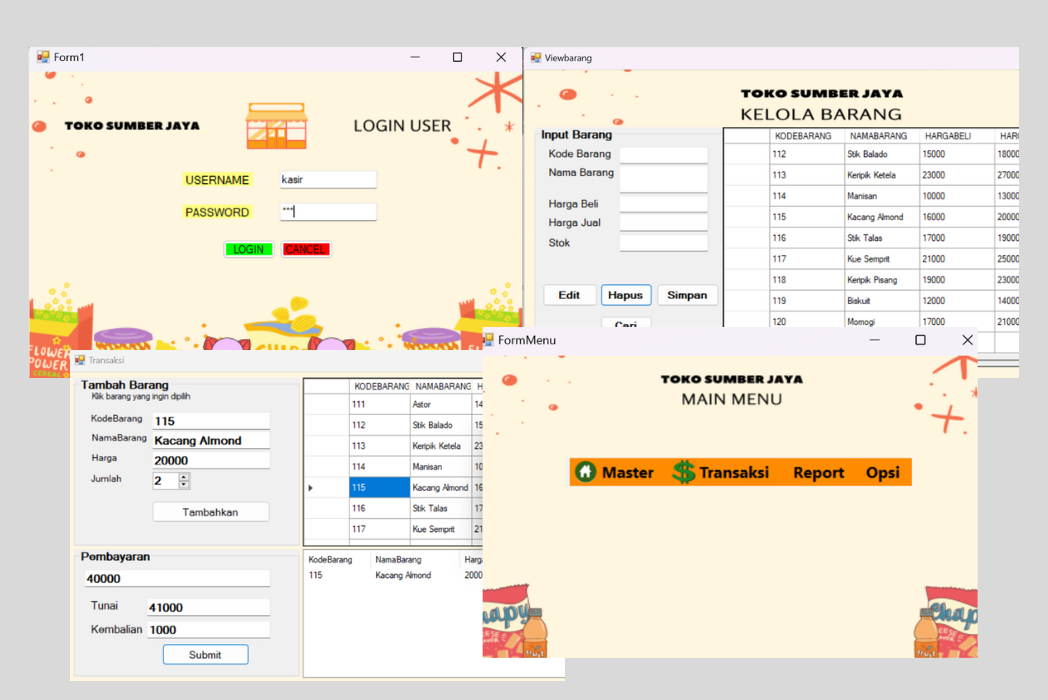 Form1
TOKO SUMBER JAYA
LOGIN USER
USERNAME kasir
PASSWORD ***
LOGIN CANCEL
FLOWER
POWER
CEREAL
CHIP
Viewbarang
TOKO SUMBER JAYA
KELOLA BARANG
Input Barang
Kode Barang
Nama Barang
Harga Beli
Harga Jual
Stok
Edit Hapus Simpan
Cari
KODEBARANG NAMABARANG HARGABELI HAR
112 Stik Balado 15000 18000
113 Keripik Ketela 23000 27000
114 Manisan 10000 13000
115 Kacang Almond 16000 20000
116 Stik Talas 17000 19000
117 Kue Semprit 21000 25000
118 Keripik Pisang 19000 23000
119 Biskuit 12000 14000
120 Momogi 17000 21000
Transaksi
Tambah Barang
Klik barang yang ingin dipilih
KodeBarang 115
NamaBarang Kacang Almond
Harga 20000
Jumlah 2
Tambahkan
KODEBARANG NAMABARANG H
111 Astor 14
112 Stik Balado 15
113 Keripik Ketela 23
114 Manisan 10
115 Kacang Almond 16
116 Stik Talas 17
117 Kue Semprit 21
Pembayaran
40000
Tunai 41000
Kembalian 1000
Submit
KodeBarang NamaBarang Harg
115 Kacang Almond 2000
FormMenu
TOKO SUMBER JAYA
MAIN MENU
Master Transaksi Report Opsi